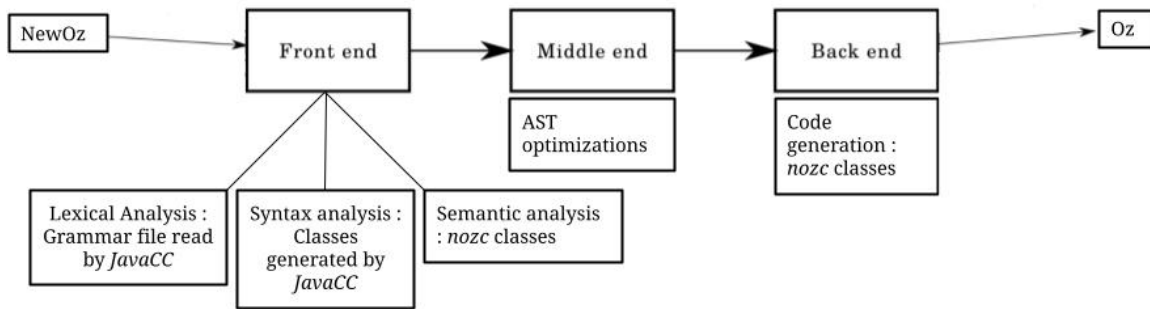 NewOz
Front end
Middle end
Back end
Oz
AST
optimizations
Code
generation :
nozc classes
Lexical Analysis :
Grammar file read
by JavaCC
Syntax analysis :
Classes
generated by
JavaCC
Semantic analysis
: nozc classes